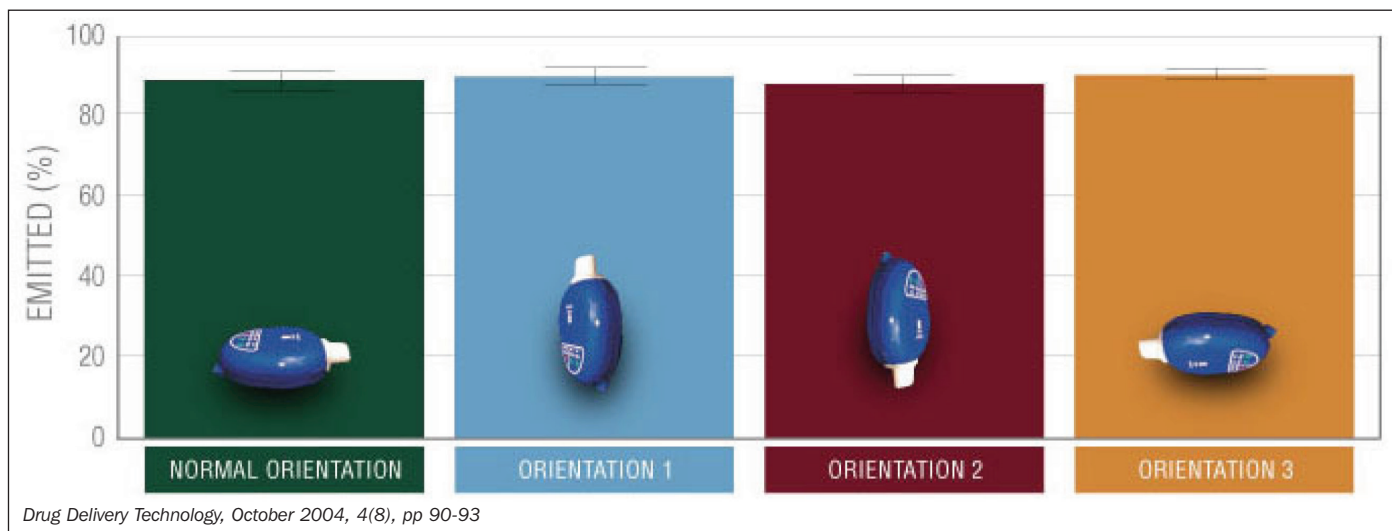 100
80
60
40
20
0
EMITTED (%)
NORMAL ORIENTATION
ORIENTATION 1
ORIENTATION 2
ORIENTATION 3
Drug Delivery Technology, October 2004, 4(8), pp 90-93